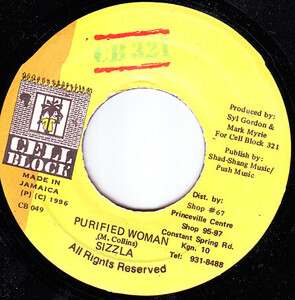 CB 321
CELL
BLOCK
MADE IN
JAMAICA
(P) (C) 1996
CB 049
Produced by:
Syl Gordon &
Mark Myrie
For Cell Block 321
Publish by:
Shad-Shang Music/
Push Music
Dist. by:
Shop #67
Princeville Centre
Shop 95-87
Constant Spring Rd.
Kgn. 10
Tel: 931-8488
PURIFIED WOMAN
(M. Collins)
SIZZLA
All Rights Reserved